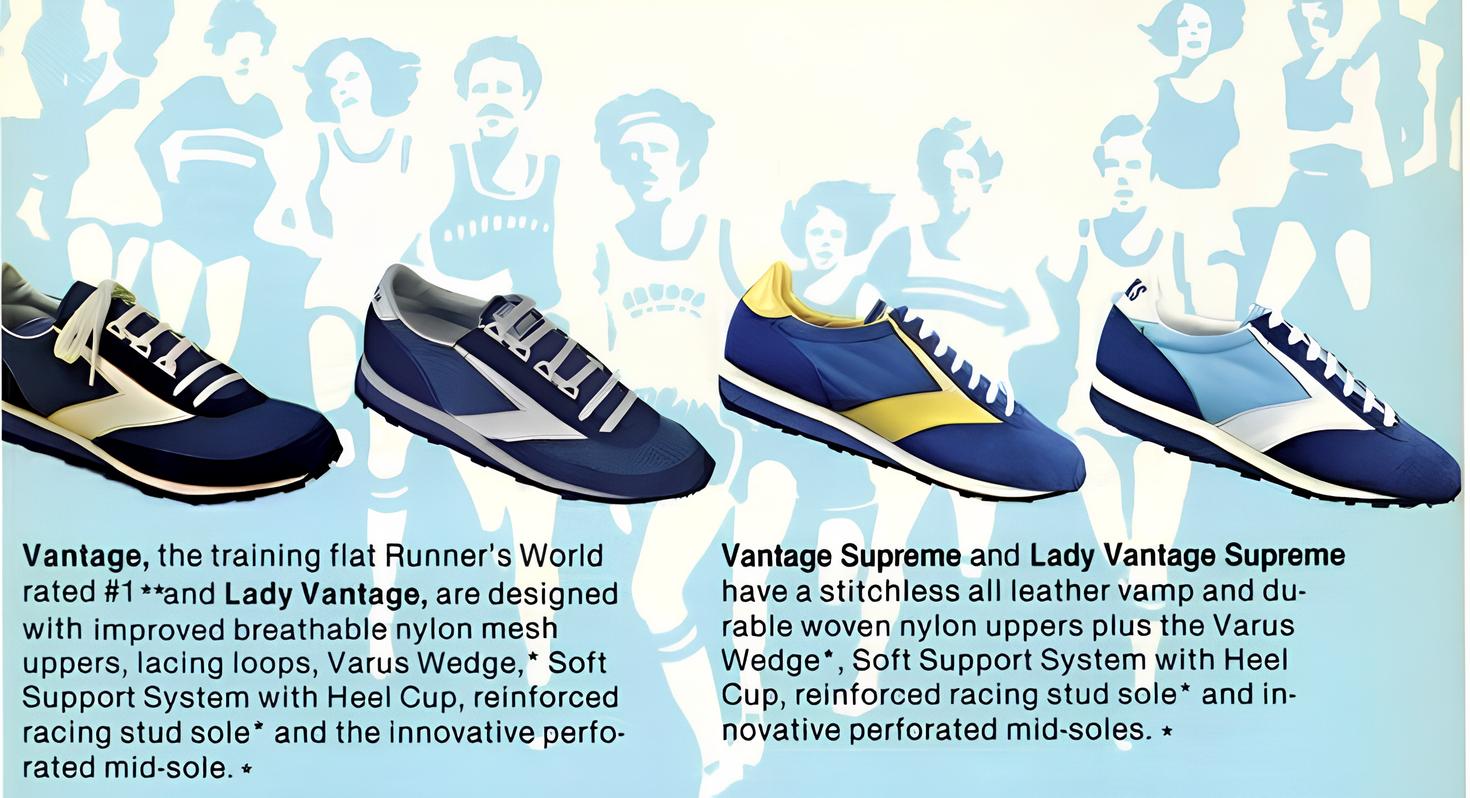 Vantage, the training flat Runner's World
rated #1**and Lady Vantage, are designed
with improved breathable nylon mesh
uppers, lacing loops, Varus Wedge,* Soft
Support System with Heel Cup, reinforced
racing stud sole* and the innovative perfo-
rated mid-sole. *
Vantage Supreme and Lady Vantage Supreme
have a stitchless all leather vamp and du-
rable woven nylon uppers plus the Varus
Wedge*, Soft Support System with Heel
Cup, reinforced racing stud sole* and in-
novative perforated mid-soles. *